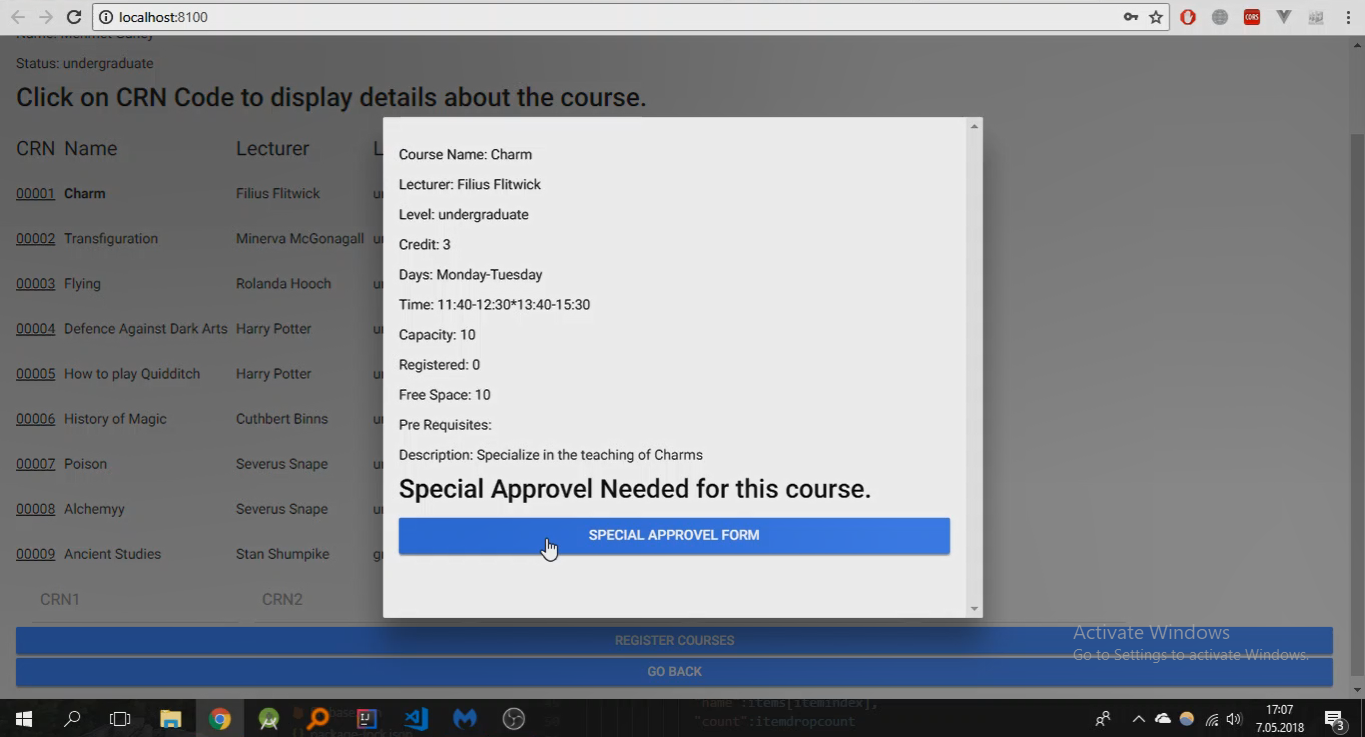 localhost:8100
Status: undergraduate
Click on CRN Code to display details about the course.
CRN Name Lecturer L
00001 Charm Filius Flitwick
00002 Transfiguration Minerva McGonagall
00003 Flying Rolanda Hooch
00004 Defence Against Dark Arts Harry Potter
00005 How to play Quidditch Harry Potter
00006 History of Magic Cuthbert Binns
00007 Poison Severus Snape
00008 Alchemyy Severus Snape
00009 Ancient Studies Stan Shumpike
CRN1 CRN2
Course Name: Charm
Lecturer: Filius Flitwick
Level: undergraduate
Credit: 3
Days: Monday-Tuesday
Time: 11:40-12:30*13:40-15:30
Capacity: 10
Registered: 0
Free Space: 10
Pre Requisites:
Description: Specialize in the teaching of Charms
Special Approvel Needed for this course.
SPECIAL APPROVEL FORM
REGISTER COURSES
GO BACK
Activate Windows
Go to Settings to activate Windows.
"name":items[itemindex],
"count":itemdropcount
17:07
7.05.2018
3